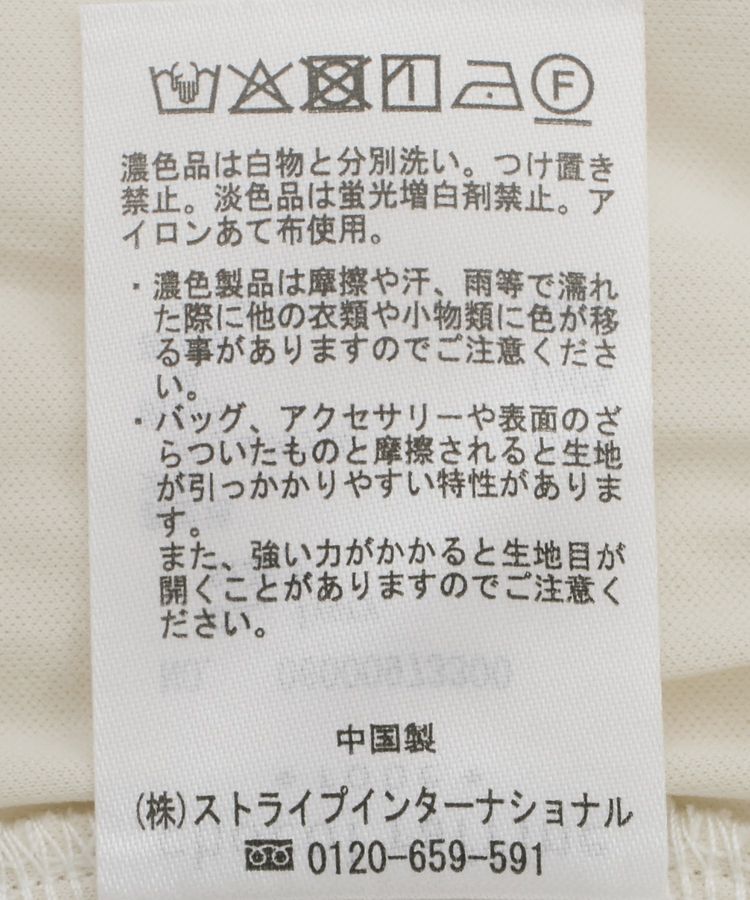 F
濃色品は白物と分別洗い。つけ置き
禁止。淡色品は蛍光増白剤禁止。ア
イロンあて布使用。
・濃色製品は摩擦や汗、雨等で濡れ
た際に他の衣類や小物類に色が移
る事がありますのでご注意くださ
い。
・バッグ、アクセサリーや表面のざ
らついたものと摩擦されると生地
が引っかかりやすい特性がありま
す。
また、強い力がかかると生地目が
開くことがありますのでご注意く
ださい。
中国製
(株)ストライプインターナショナル
0120-659-591